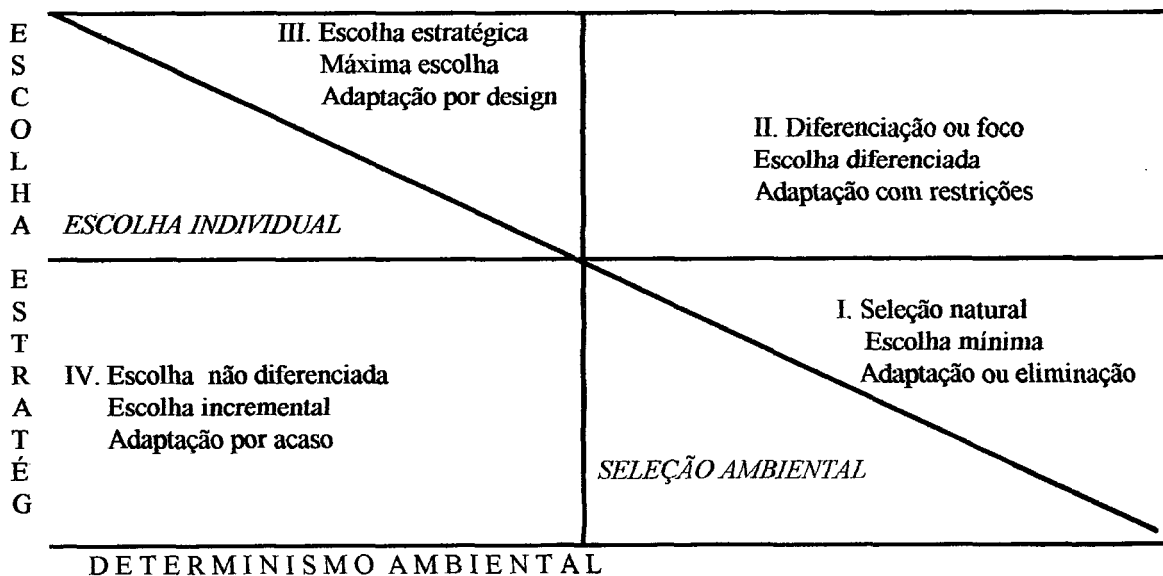 ESCOLHA ESTRATÉG
III. Escolha estratégica
Máxima escolha
Adaptação por design
II. Diferenciação ou foco
Escolha diferenciada
Adaptação com restrições
ESCOLHA INDIVIDUAL
I. Seleção natural
Escolha mínima
Adaptação ou eliminação
IV. Escolha não diferenciada
Escolha incremental
Adaptação por acaso
SELEÇÃO AMBIENTAL
DETERMINISMO AMBIENTAL